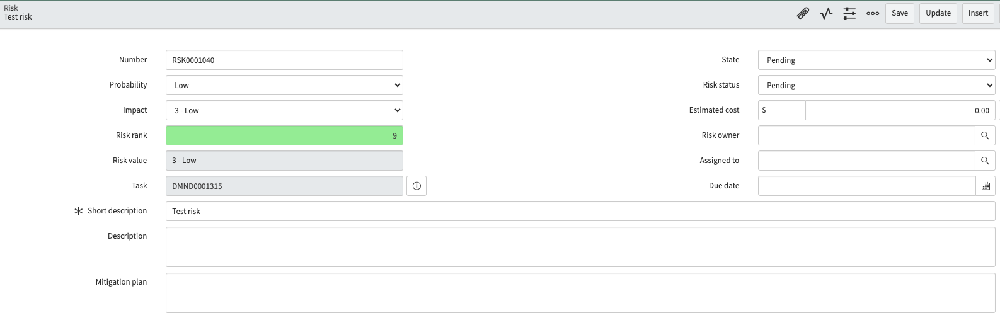 Risk
Test risk
Save
Update
Insert
Number
RSK0001040
Probability
Low
Impact
3 - Low
Risk rank
9
Risk value
3 - Low
Task
DMND0001315
State
Pending
Risk status
Pending
Estimated cost
$
0.00
Risk owner
Assigned to
Due date
Short description
Test risk
Description
Mitigation plan